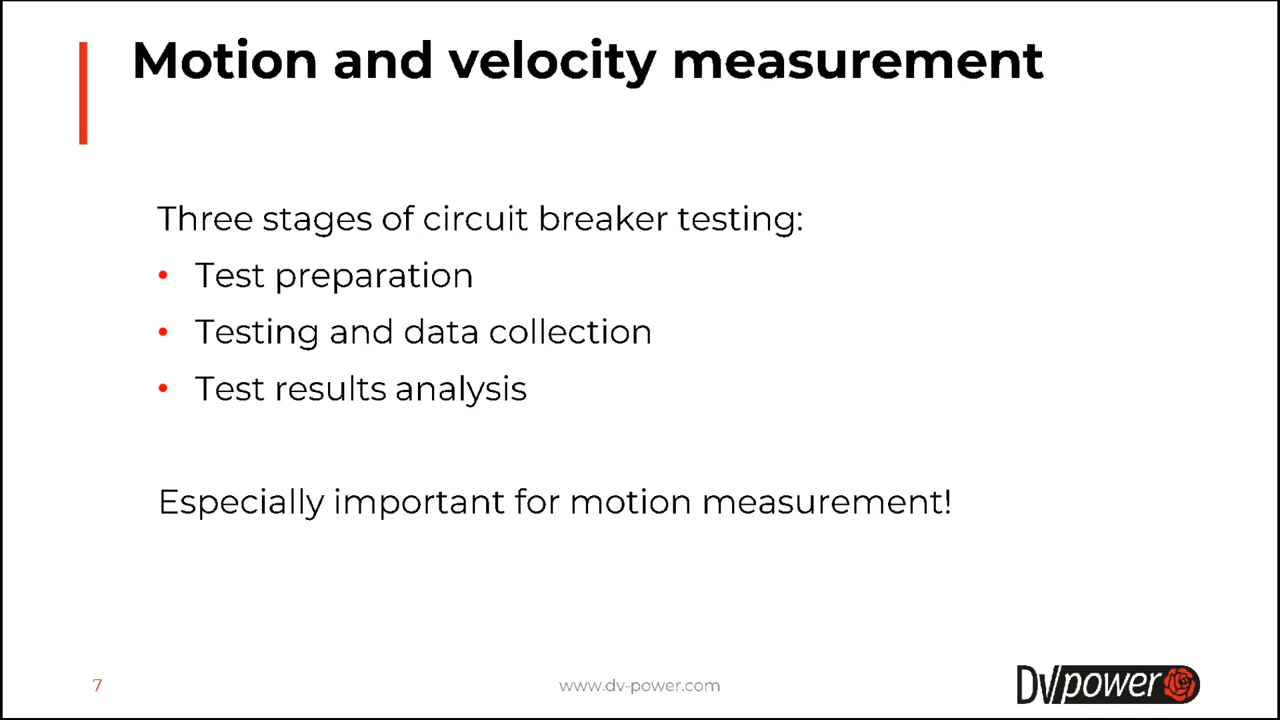 Motion and velocity measurement
Three stages of circuit breaker testing:
• Test preparation
• Testing and data collection
• Test results analysis
Especially important for motion measurement!
7
www.dv-power.com
DV power